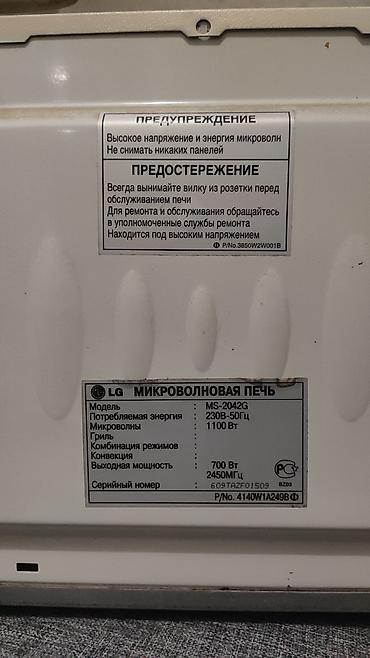 ПРЕДУПРЕЖДЕНИЕ
Высокое напряжение и энергия микроволн
Не снимать никаких панелей
ПРЕДОСТЕРЕЖЕНИЕ
Всегда вынимайте вилку из розетки перед
обслуживанием печи
Для ремонта и обслуживания обращайтесь
в уполномоченные службы ремонта
Находится под высоким напряжением
P/No.3850W2W001B
LG МИКРОВОЛНОВАЯ ПЕЧЬ
Модель : MS-2042G
Потребляемая энергия : 230В-50Гц
Микроволны : 1100 Вт
Гриль :
Комбинация режимов :
Конвекция :
Выходная мощность : 700 Вт
2450МГц
Серийный номер : 609TAZF01509
BZ03
P/No. 4140W1A249B